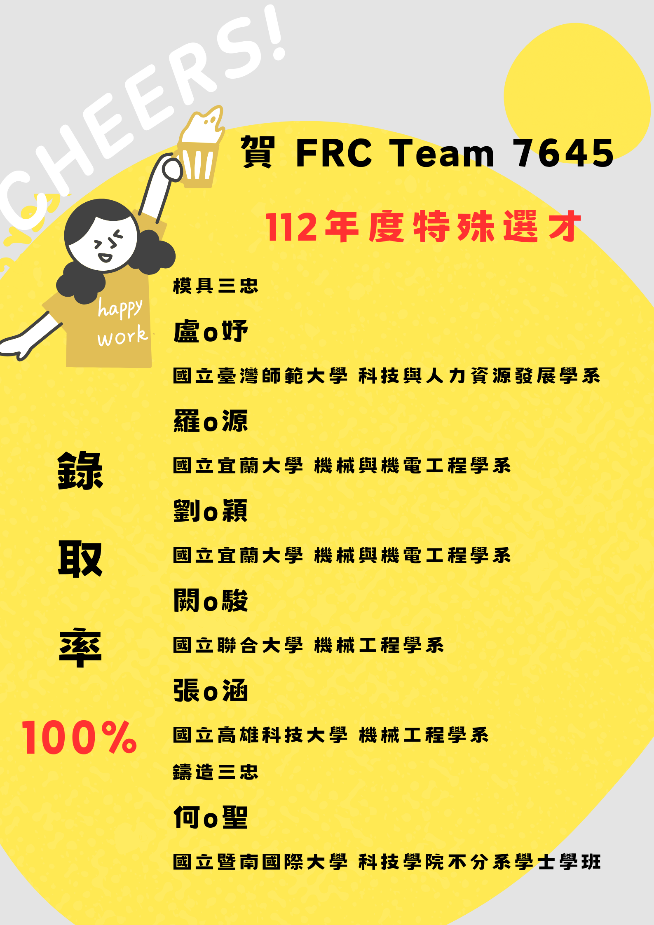 CHEERS!
賀 FRC Team 7645
112年度特殊選才
happy
work
模具三忠
盧o妤
國立臺灣師範大學 科技與人力資源發展學系
羅o源
國立宜蘭大學 機械與機電工程學系
劉o穎
國立宜蘭大學 機械與機電工程學系
闕o駿
國立聯合大學 機械工程學系
張o涵
國立高雄科技大學 機械工程學系
鑄造三忠
何o聖
國立暨南國際大學 科技學院不分系學士學班
錄
取
率
100%